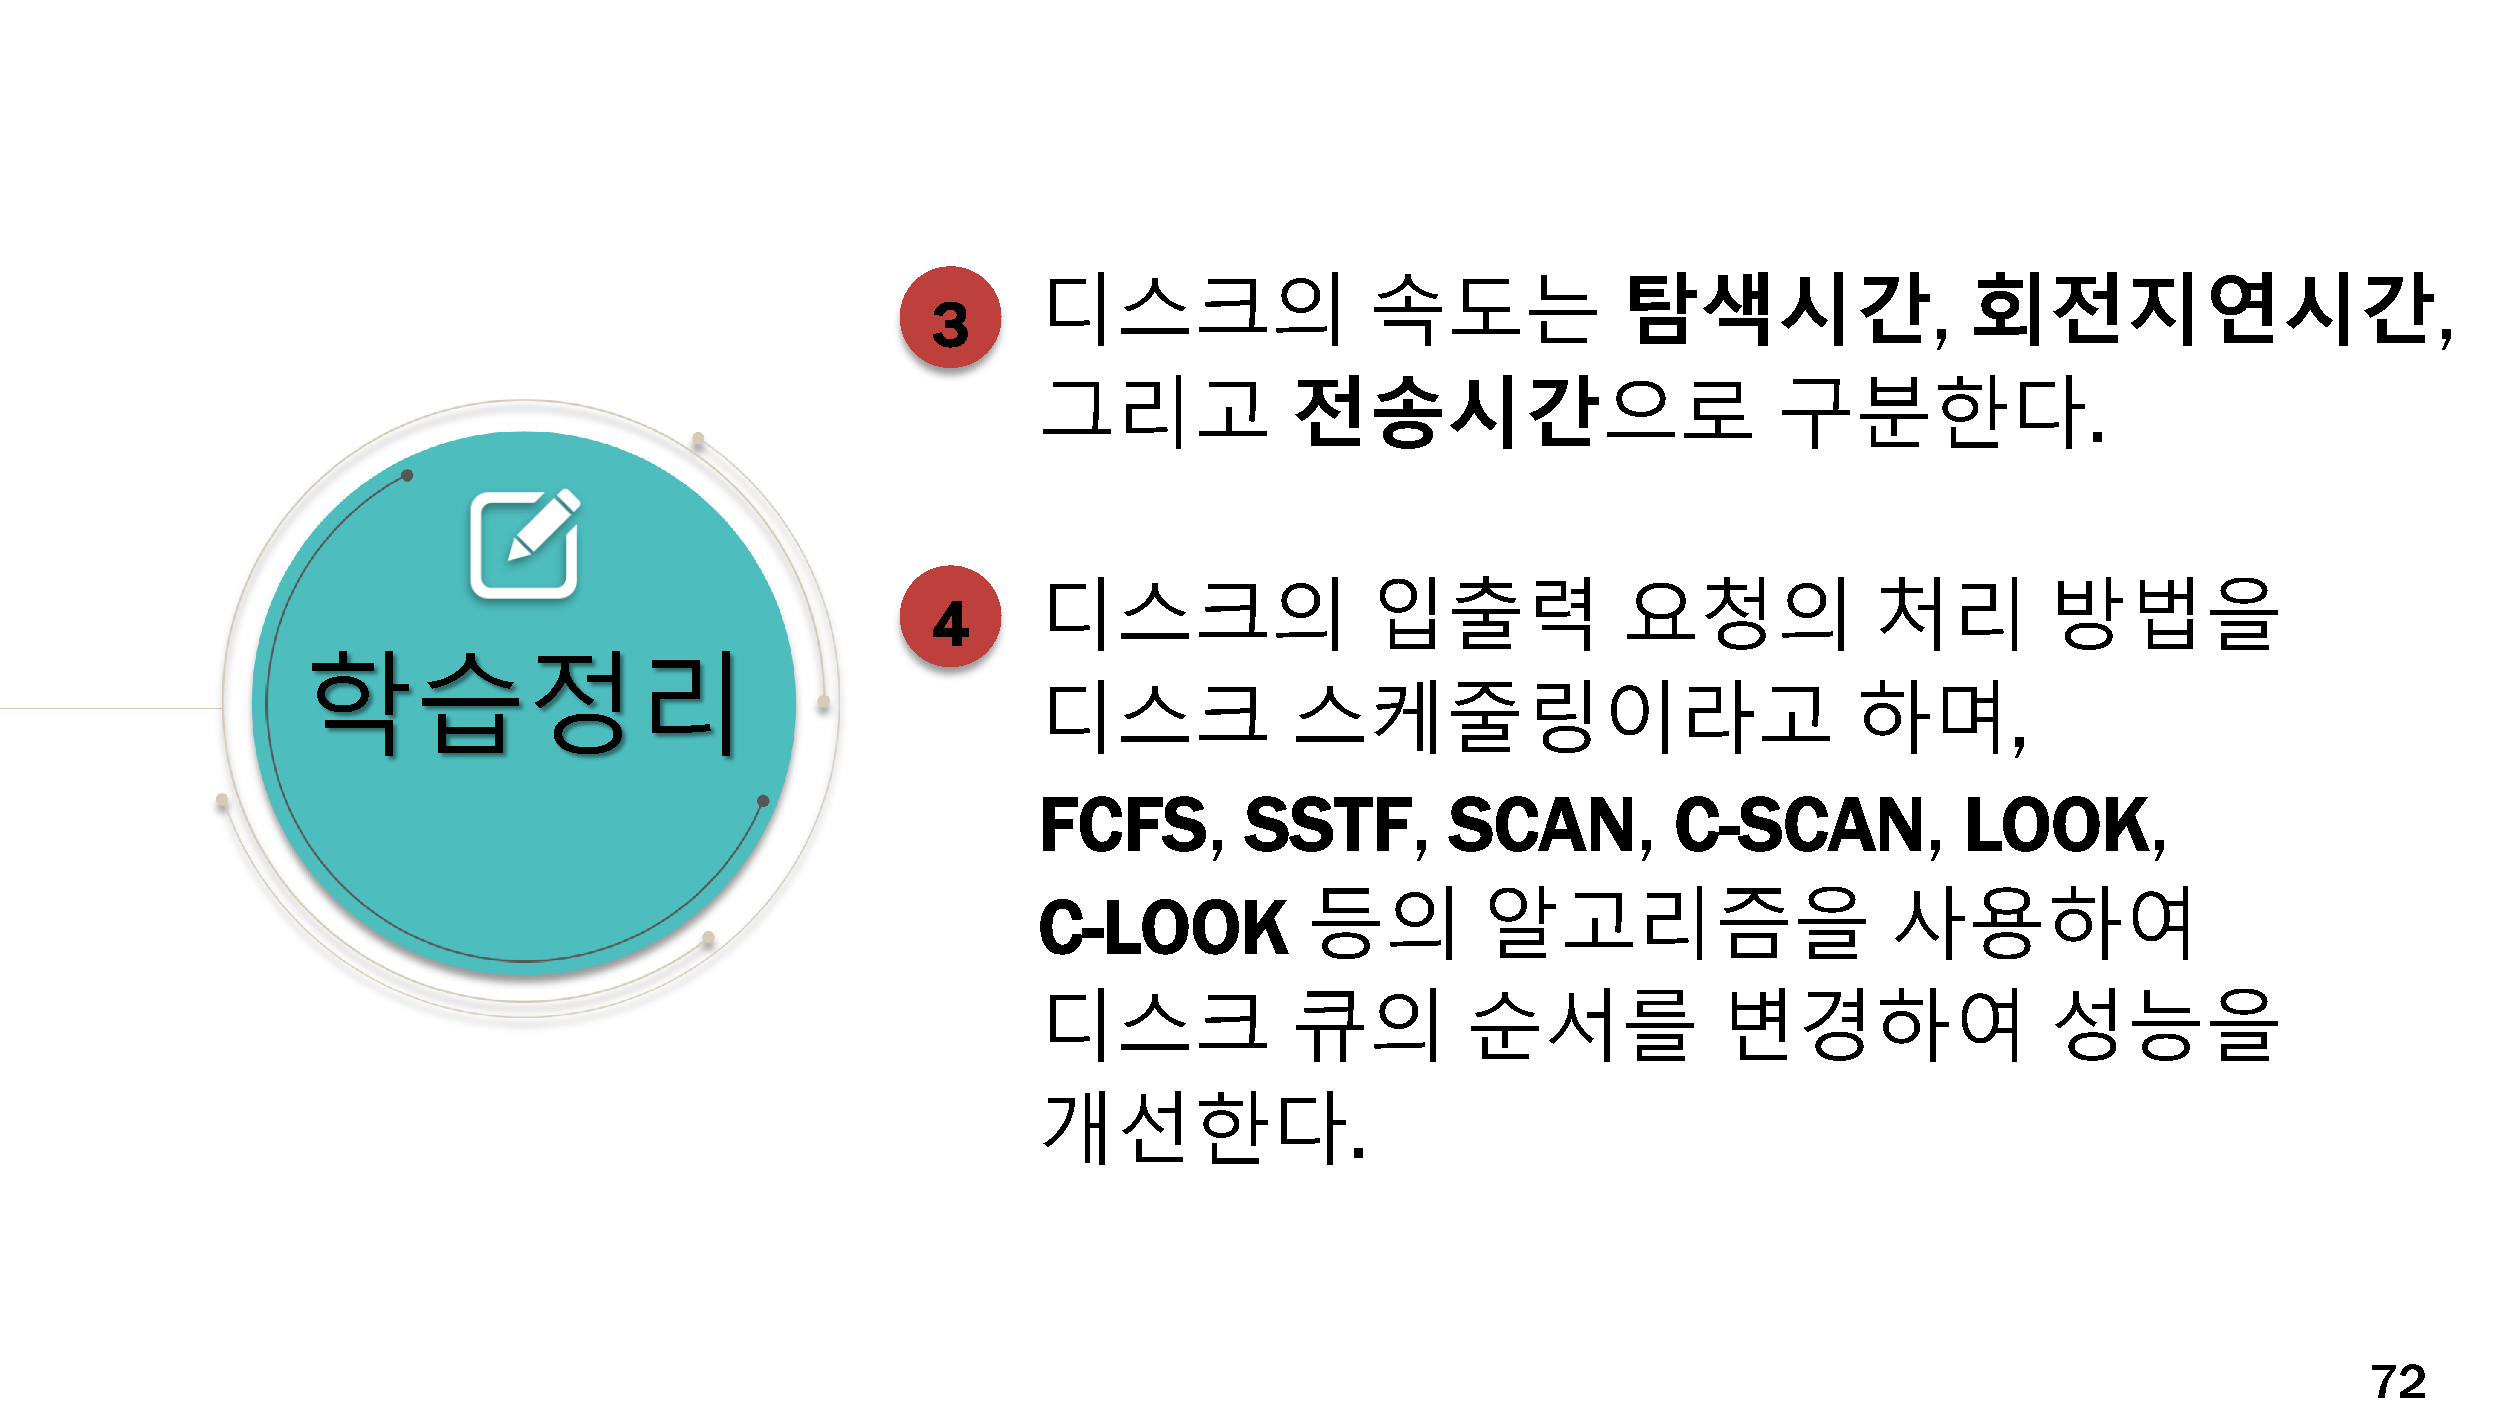 학습정리
3
디스크의 속도는 탐색시간, 회전지연시간,
그리고 전송시간으로 구분한다.
4
디스크의 입출력 요청의 처리 방법을
디스크 스케줄링이라고 하며,
FCFS, SSTF, SCAN, C-SCAN, LOOK,
C-LOOK 등의 알고리즘을 사용하여
디스크 큐의 순서를 변경하여 성능을
개선한다.
72